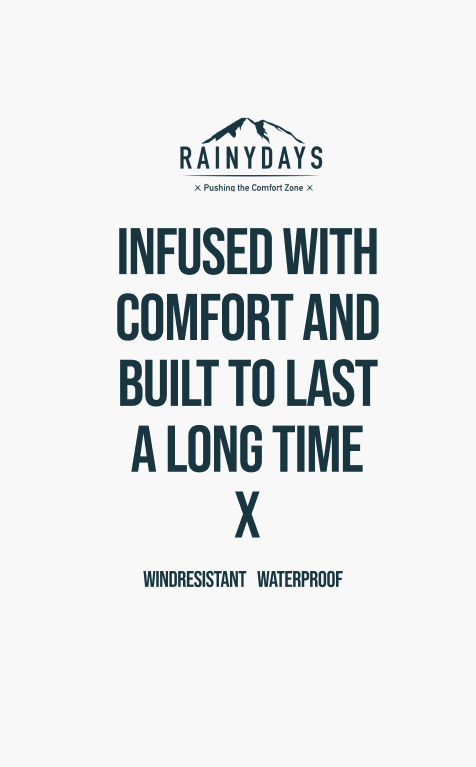 RAINYDAYS
× Pushing the Comfort Zone ×
INFUSED WITH
COMFORT AND
BUILT TO LAST
A LONG TIME
X
WINDRESISTANT WATERPROOF